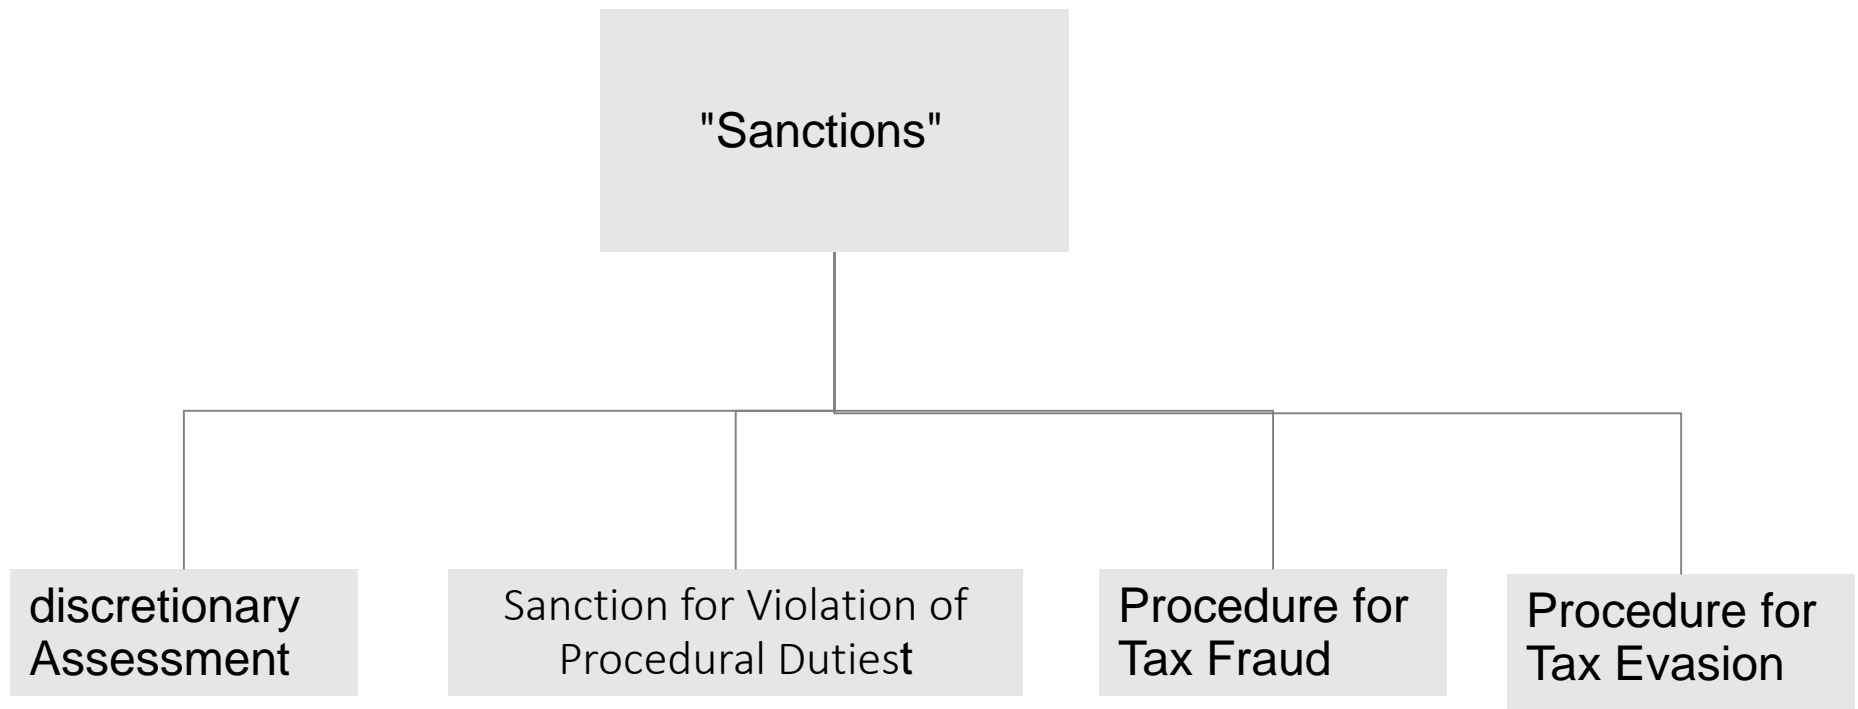 "Sanctions"
discretionary
Assessment
Sanction for Violation of
Procedural Dutiest
Procedure for
Tax Fraud
Procedure for
Tax Evasion